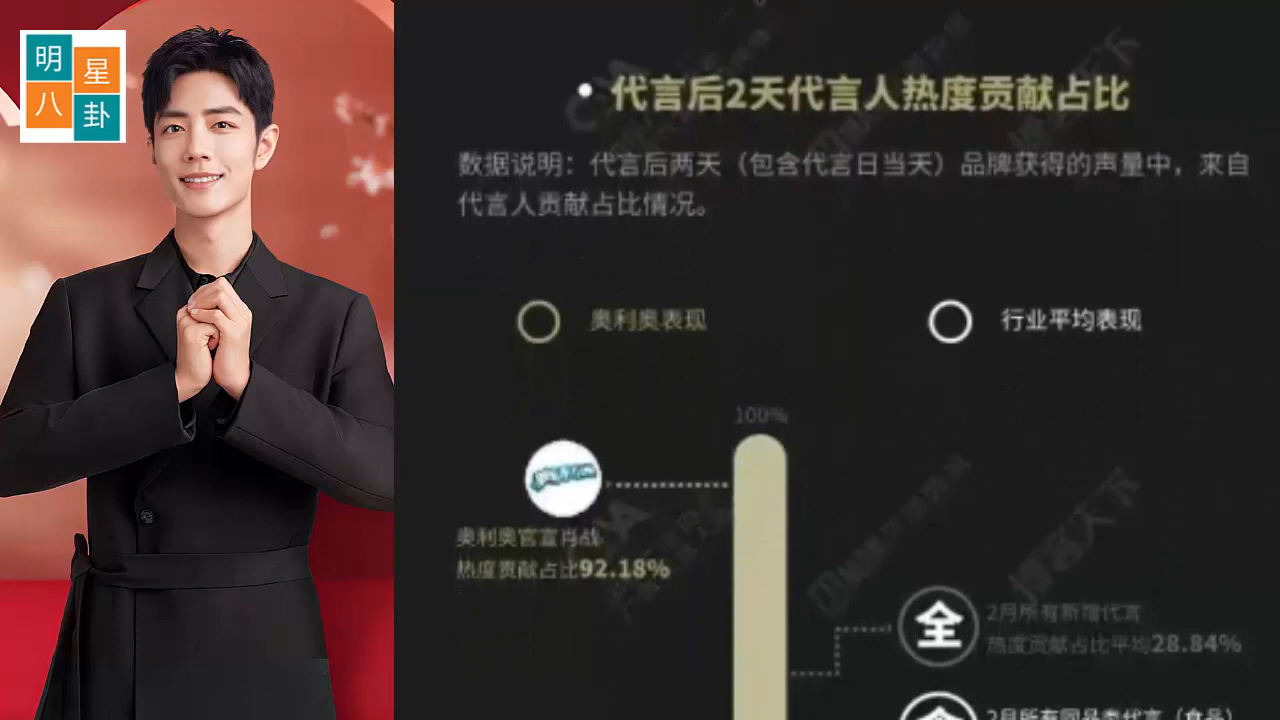 明星
八卦
代言后2天代言人热度贡献占比
数据说明：代言后两天（包含代言日当天）品牌获得的声量中，来自
代言人贡献占比情况。
奥利奥表现
行业平均表现
100%
奥利奥官宣肖战
热度贡献占比92.18%
全
2月所有新增代言
热度贡献占比平均28.84%
2月所有同品类代言（食品）